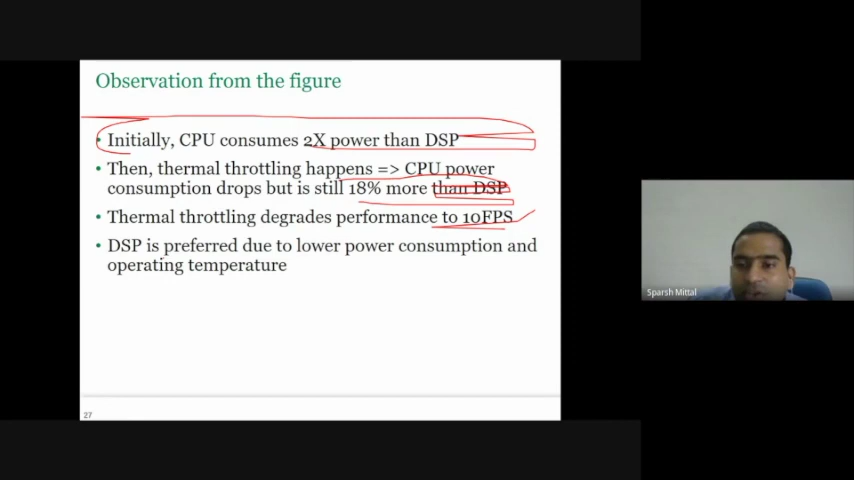 Observation from the figure
• Initially, CPU consumes 2X power than DSP
• Then, thermal throttling happens => CPU power
consumption drops but is still 18% more than DSP
• Thermal throttling degrades performance to 10FPS
• DSP is preferred due to lower power consumption and
operating temperature
Sparsh Mittal
27